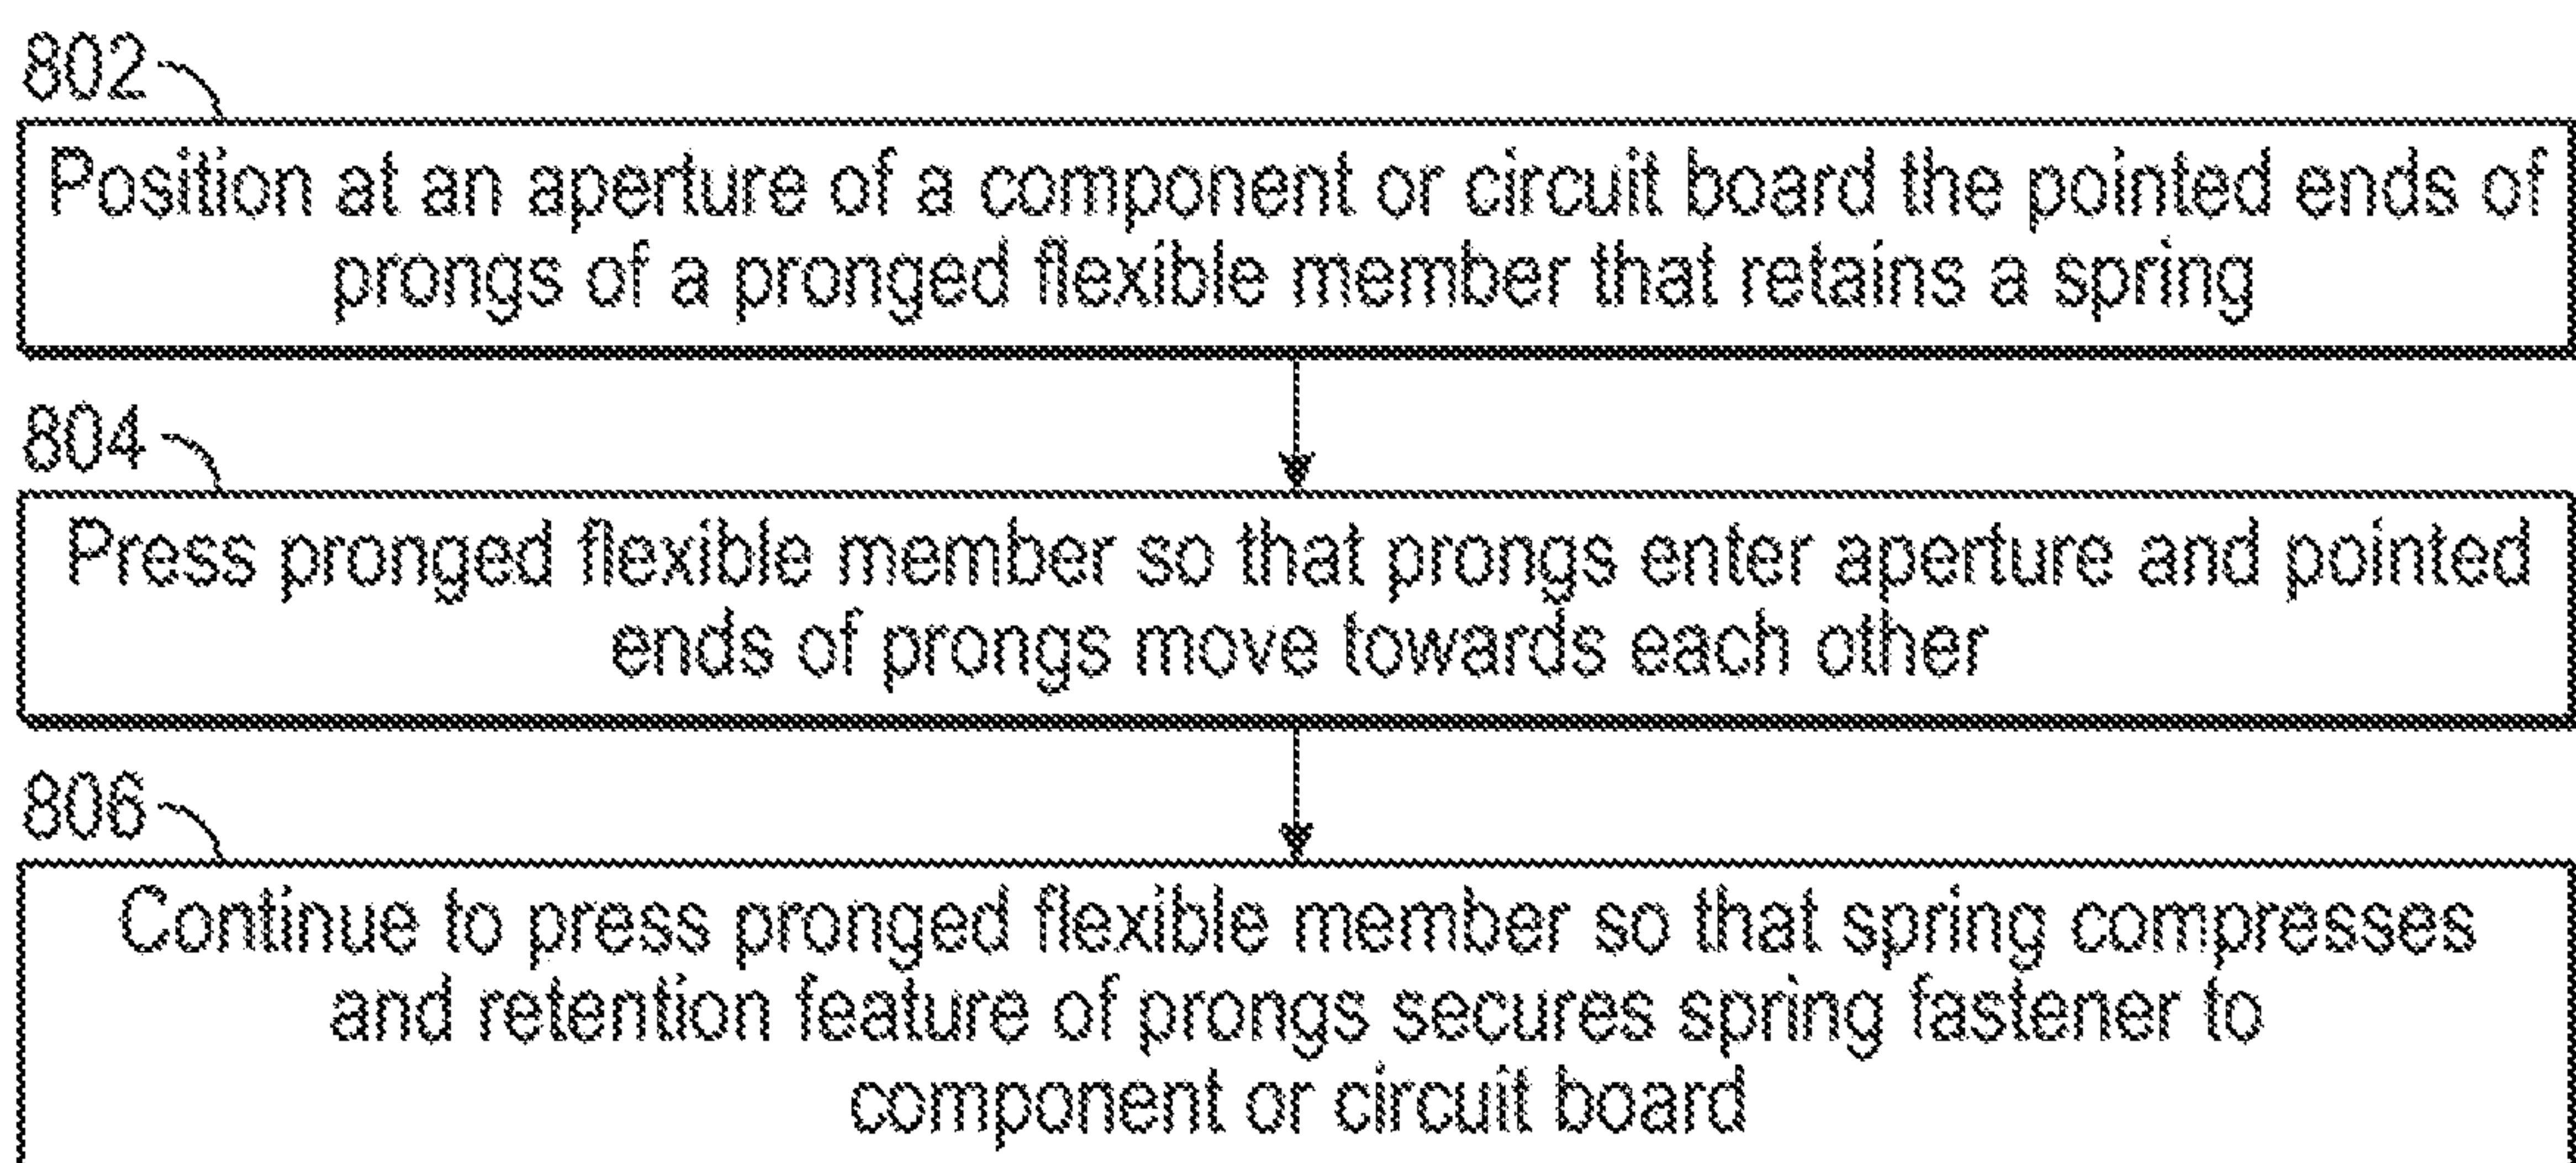 802
Position at an aperture of a component or circuit board the pointed ends of
prongs of a pronged flexible member that retains a spring
804
Press pronged flexible member so that prongs enter aperture and pointed
ends of prongs move towards each other
806
Continue to press pronged flexible member so that spring compresses
and retention feature of prongs secures spring fastener to
component or circuit board